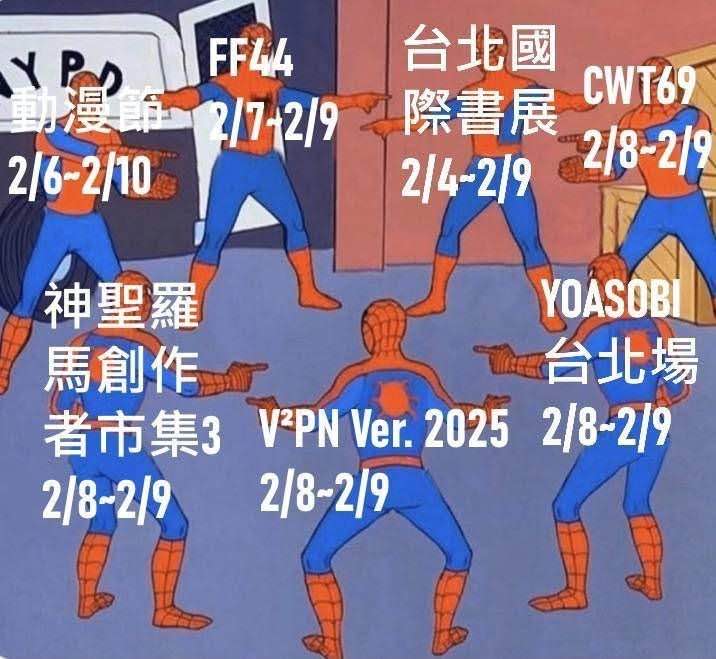 NYPD
動漫節
2/6~2/10
FF44
2/7~2/9
台北國
際書展
2/4~2/9
CWT69
2/8~2/9
神聖羅
馬創作
者市集3
2/8~2/9
V²PN Ver. 2025
2/8~2/9
YOASOBI
台北場
2/8~2/9